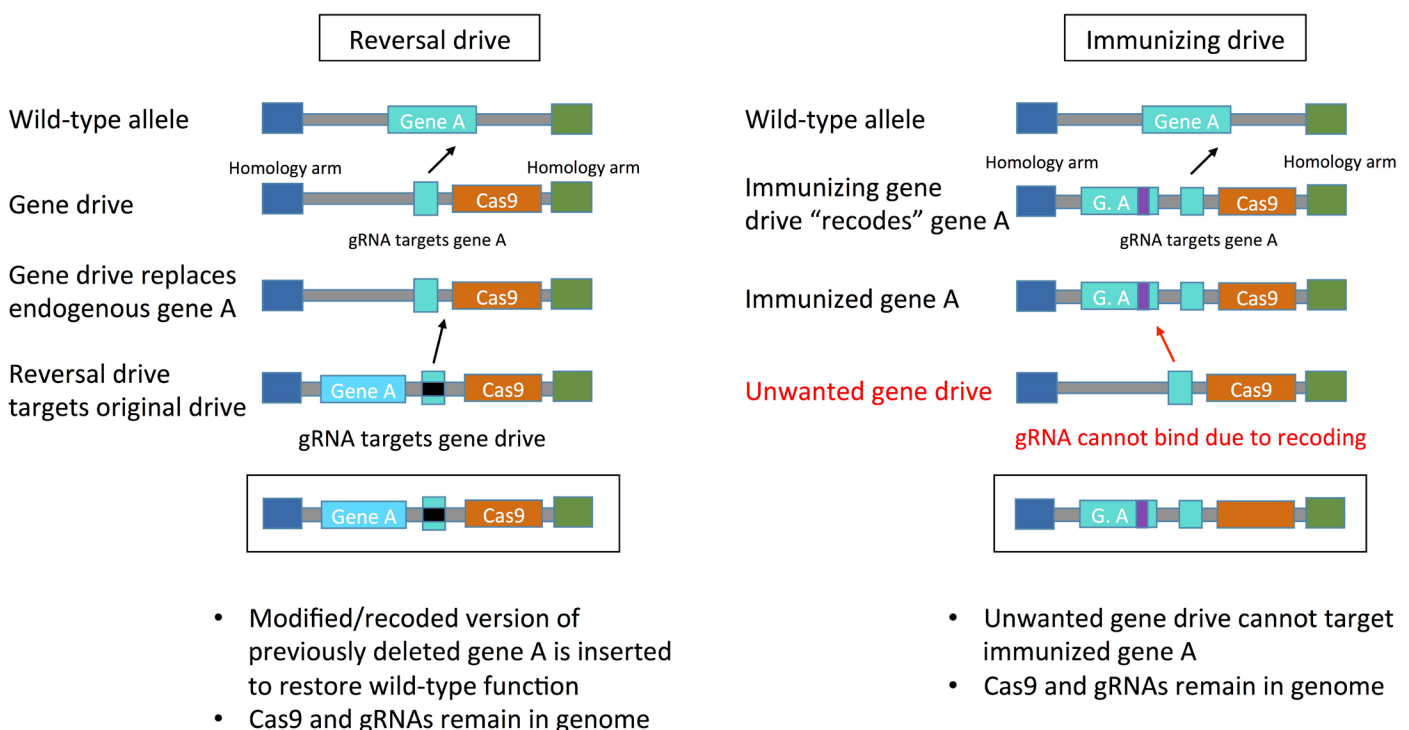 Reversal drive
Wild-type allele
Gene A
Homology arm
Homology arm
Gene drive
Cas9
gRNA targets gene A
Gene drive replaces
endogenous gene A
Cas9
Reversal drive
targets original drive
Gene A
Cas9
gRNA targets gene drive
Gene A
Cas9
• Modified/recoded version of
previously deleted gene A is inserted
to restore wild-type function
• Cas9 and gRNAs remain in genome
Immunizing drive
Wild-type allele
Gene A
Homology arm
Homology arm
Immunizing gene
drive “recodes” gene A
G. A
Cas9
gRNA targets gene A
Immunized gene A
G. A
Cas9
Unwanted gene drive
Cas9
gRNA cannot bind due to recoding
G. A
• Unwanted gene drive cannot target
immunized gene A
• Cas9 and gRNAs remain in genome